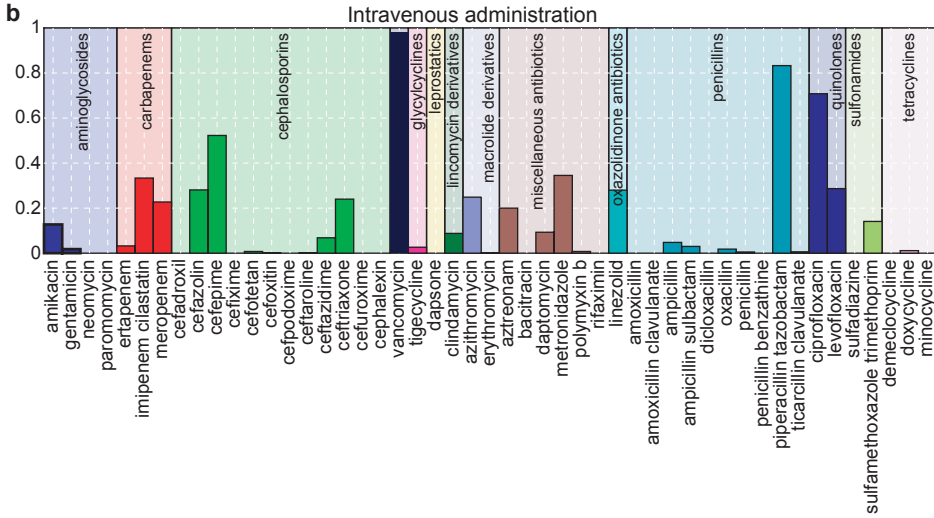 b
Intravenous administration
1
0.8
0.6
0.4
0.2
0
aminoglycosides
carbapenems
cephalosporins
glycylcyclines
leprostatics
lincomycin derivatives
macrolide derivatives
miscellaneous antibiotics
oxazolidinone antibiotics
penicillins
quinolones
sulfonamides
tetracyclines
amikacin
gentamicin
neomycin
paromomycin
ertapenem
imipenem cilastatin
meropenem
cefadroxil
cefazolin
cefepime
cefixime
cefotetan
cefoxitin
cefpodoxime
ceftaroline
ceftazidime
ceftriaxone
cefuroxime
cephalexin
vancomycin
tigecycline
dapsone
clindamycin
azithromycin
erythromycin
aztreonam
bacitracin
daptomycin
metronidazole
polymyxin b
rifaximin
linezolid
amoxicillin
amoxicillin clavulanate
ampicillin
ampicillin sulbactam
dicloxacillin
oxacillin
penicillin
penicillin benzathine
piperacillin tazobactam
ticarcillin clavulanate
ciprofloxacin
levofloxacin
sulfadiazine
sulfamethoxazole trimethoprim
demeclocycline
doxycycline
minocycline